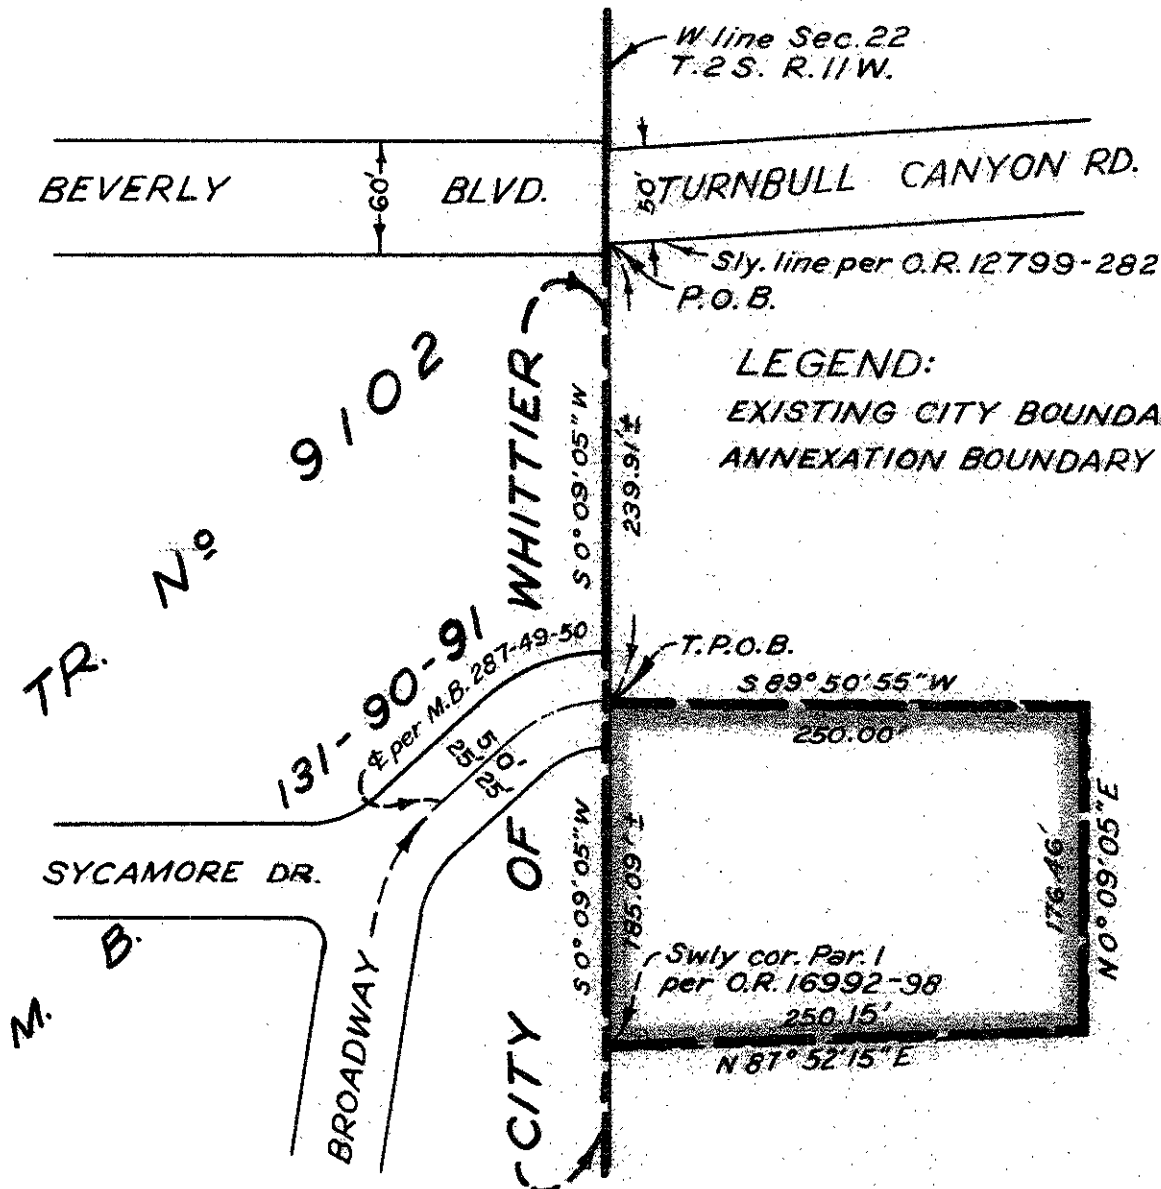 W line Sec. 22
T. 2 S. R. 11 W.
BEVERLY BLVD.
60'
50'
TURNBULL CANYON RD.
Sly. line per O.R. 12799-282
P.O.B.
LEGEND:
EXISTING CITY BOUNDA
ANNEXATION BOUNDARY
TR. Nº 9102
M. B. 131-90-91
CITY OF WHITTIER
S 0° 09' 05" W
239.91' ±
℄ per M.B. 287-49-50
50'
25' 25'
T.P.O.B.
S 89° 50' 55" W
250.00'
SYCAMORE DR.
BROADWAY
S 0° 09' 05" W
185.09' ±
176.46'
N 0° 09' 05" E
Swly cor. Par. 1
per O.R. 16992-98
250.15'
N 87° 52' 15" E